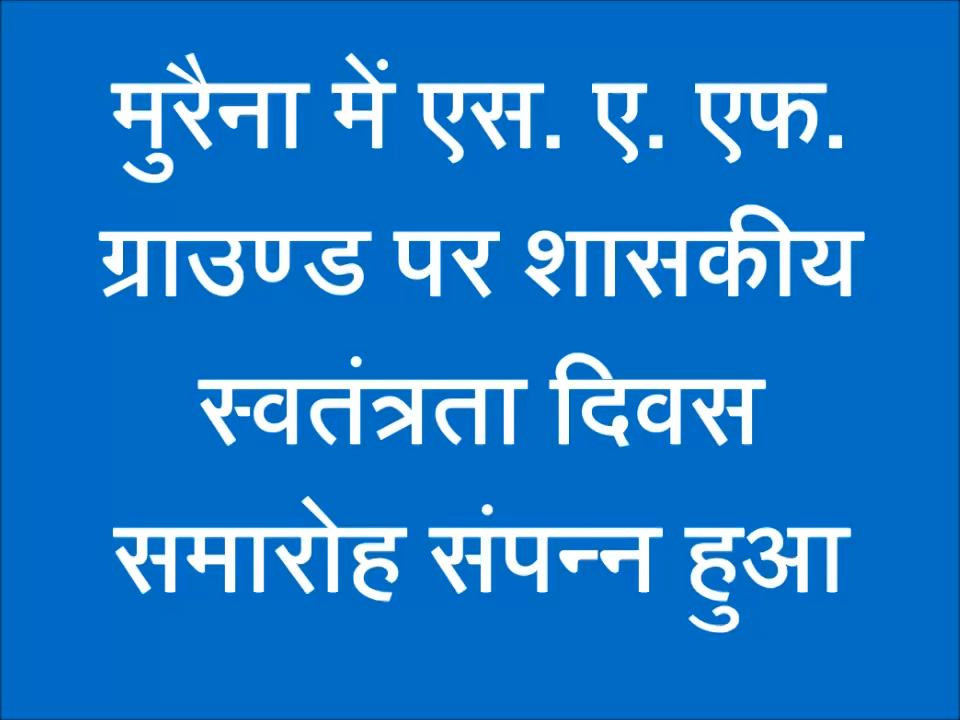 मुरैना में एस. ए. एफ.
ग्राउण्ड पर शासकीय
स्वतंत्रता दिवस
समारोह संपन्न हुआ